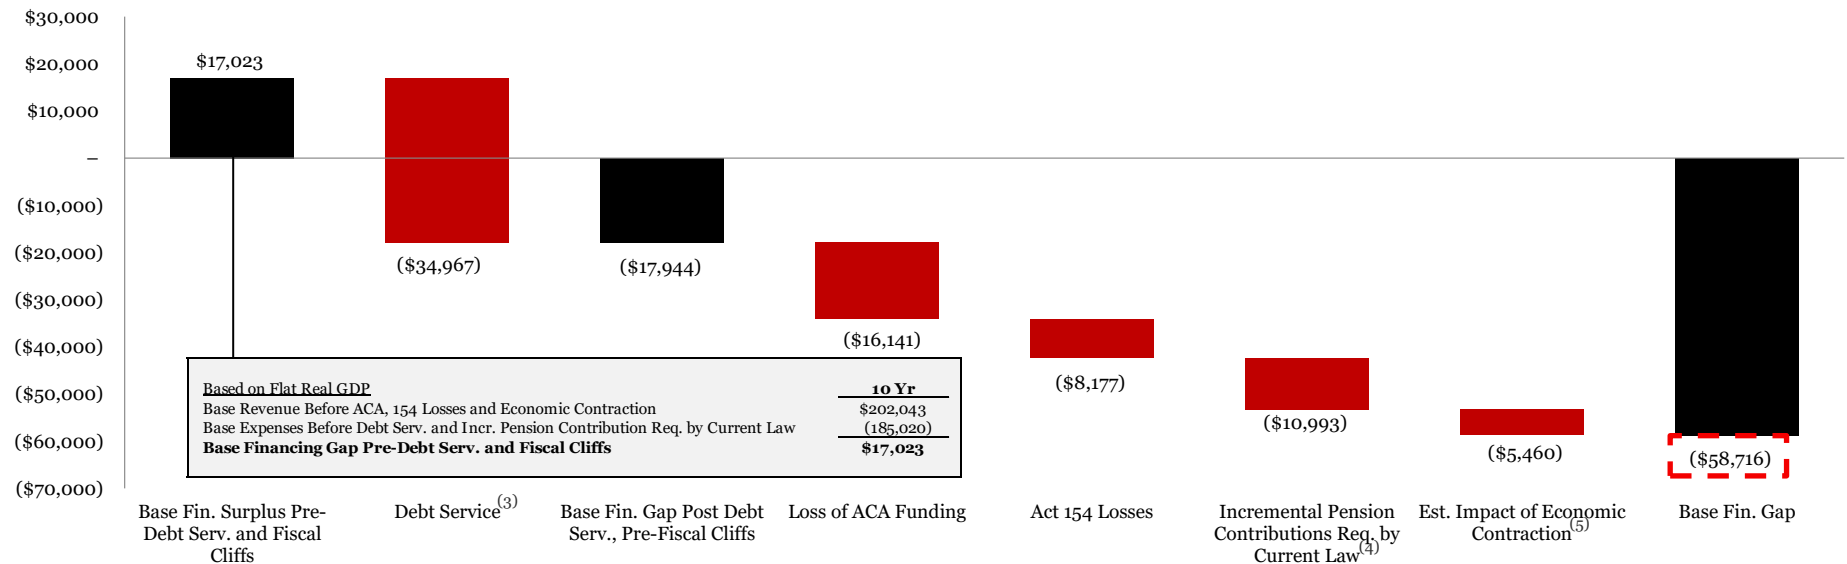 $30,000
$20,000
$10,000
–
($10,000)
($20,000)
($30,000)
($40,000)
($50,000)
($60,000)
($70,000)
$17,023
($34,967)
($17,944)
($16,141)
($8,177)
($10,993)
($5,460)
($58,716)
Based on Flat Real GDP 10 Yr
Base Revenue Before ACA, 154 Losses and Economic Contraction $202,043
Base Expenses Before Debt Serv. and Incr. Pension Contribution Req. by Current Law (185,020)
Base Financing Gap Pre-Debt Serv. and Fiscal Cliffs $17,023
Base Fin. Surplus Pre-
Debt Serv. and Fiscal
Cliffs
Debt Service(3)
Base Fin. Gap Post Debt
Serv., Pre-Fiscal Cliffs
Loss of ACA Funding
Act 154 Losses
Incremental Pension
Contributions Req. by
Current Law(4)
Est. Impact of Economic
Contraction(5)
Base Fin. Gap